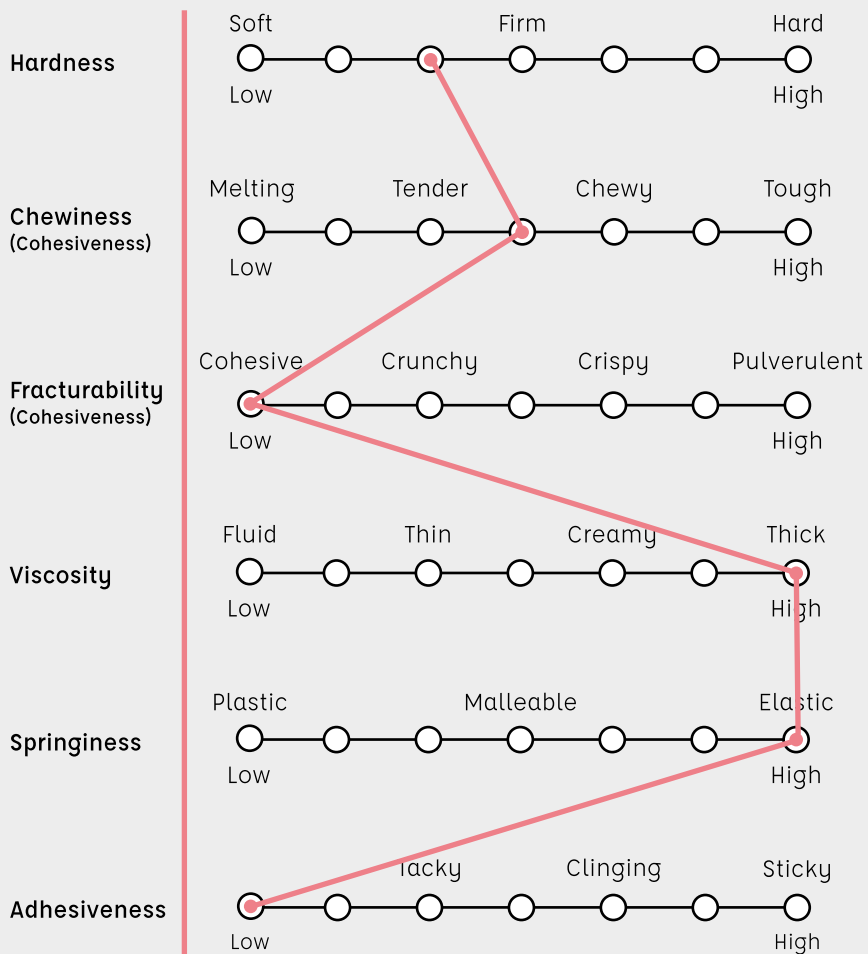 Soft Firm Hard
Hardness
Low High
Melting Tender Chewy Tough
Chewiness
(Cohesiveness)
Low High
Cohesive Crunchy Crispy Pulverulent
Fracturability
(Cohesiveness)
Low High
Fluid Thin Creamy Thick
Viscosity
Low High
Plastic Malleable Elastic
Springiness
Low High
Tacky Clinging Sticky
Adhesiveness
Low High